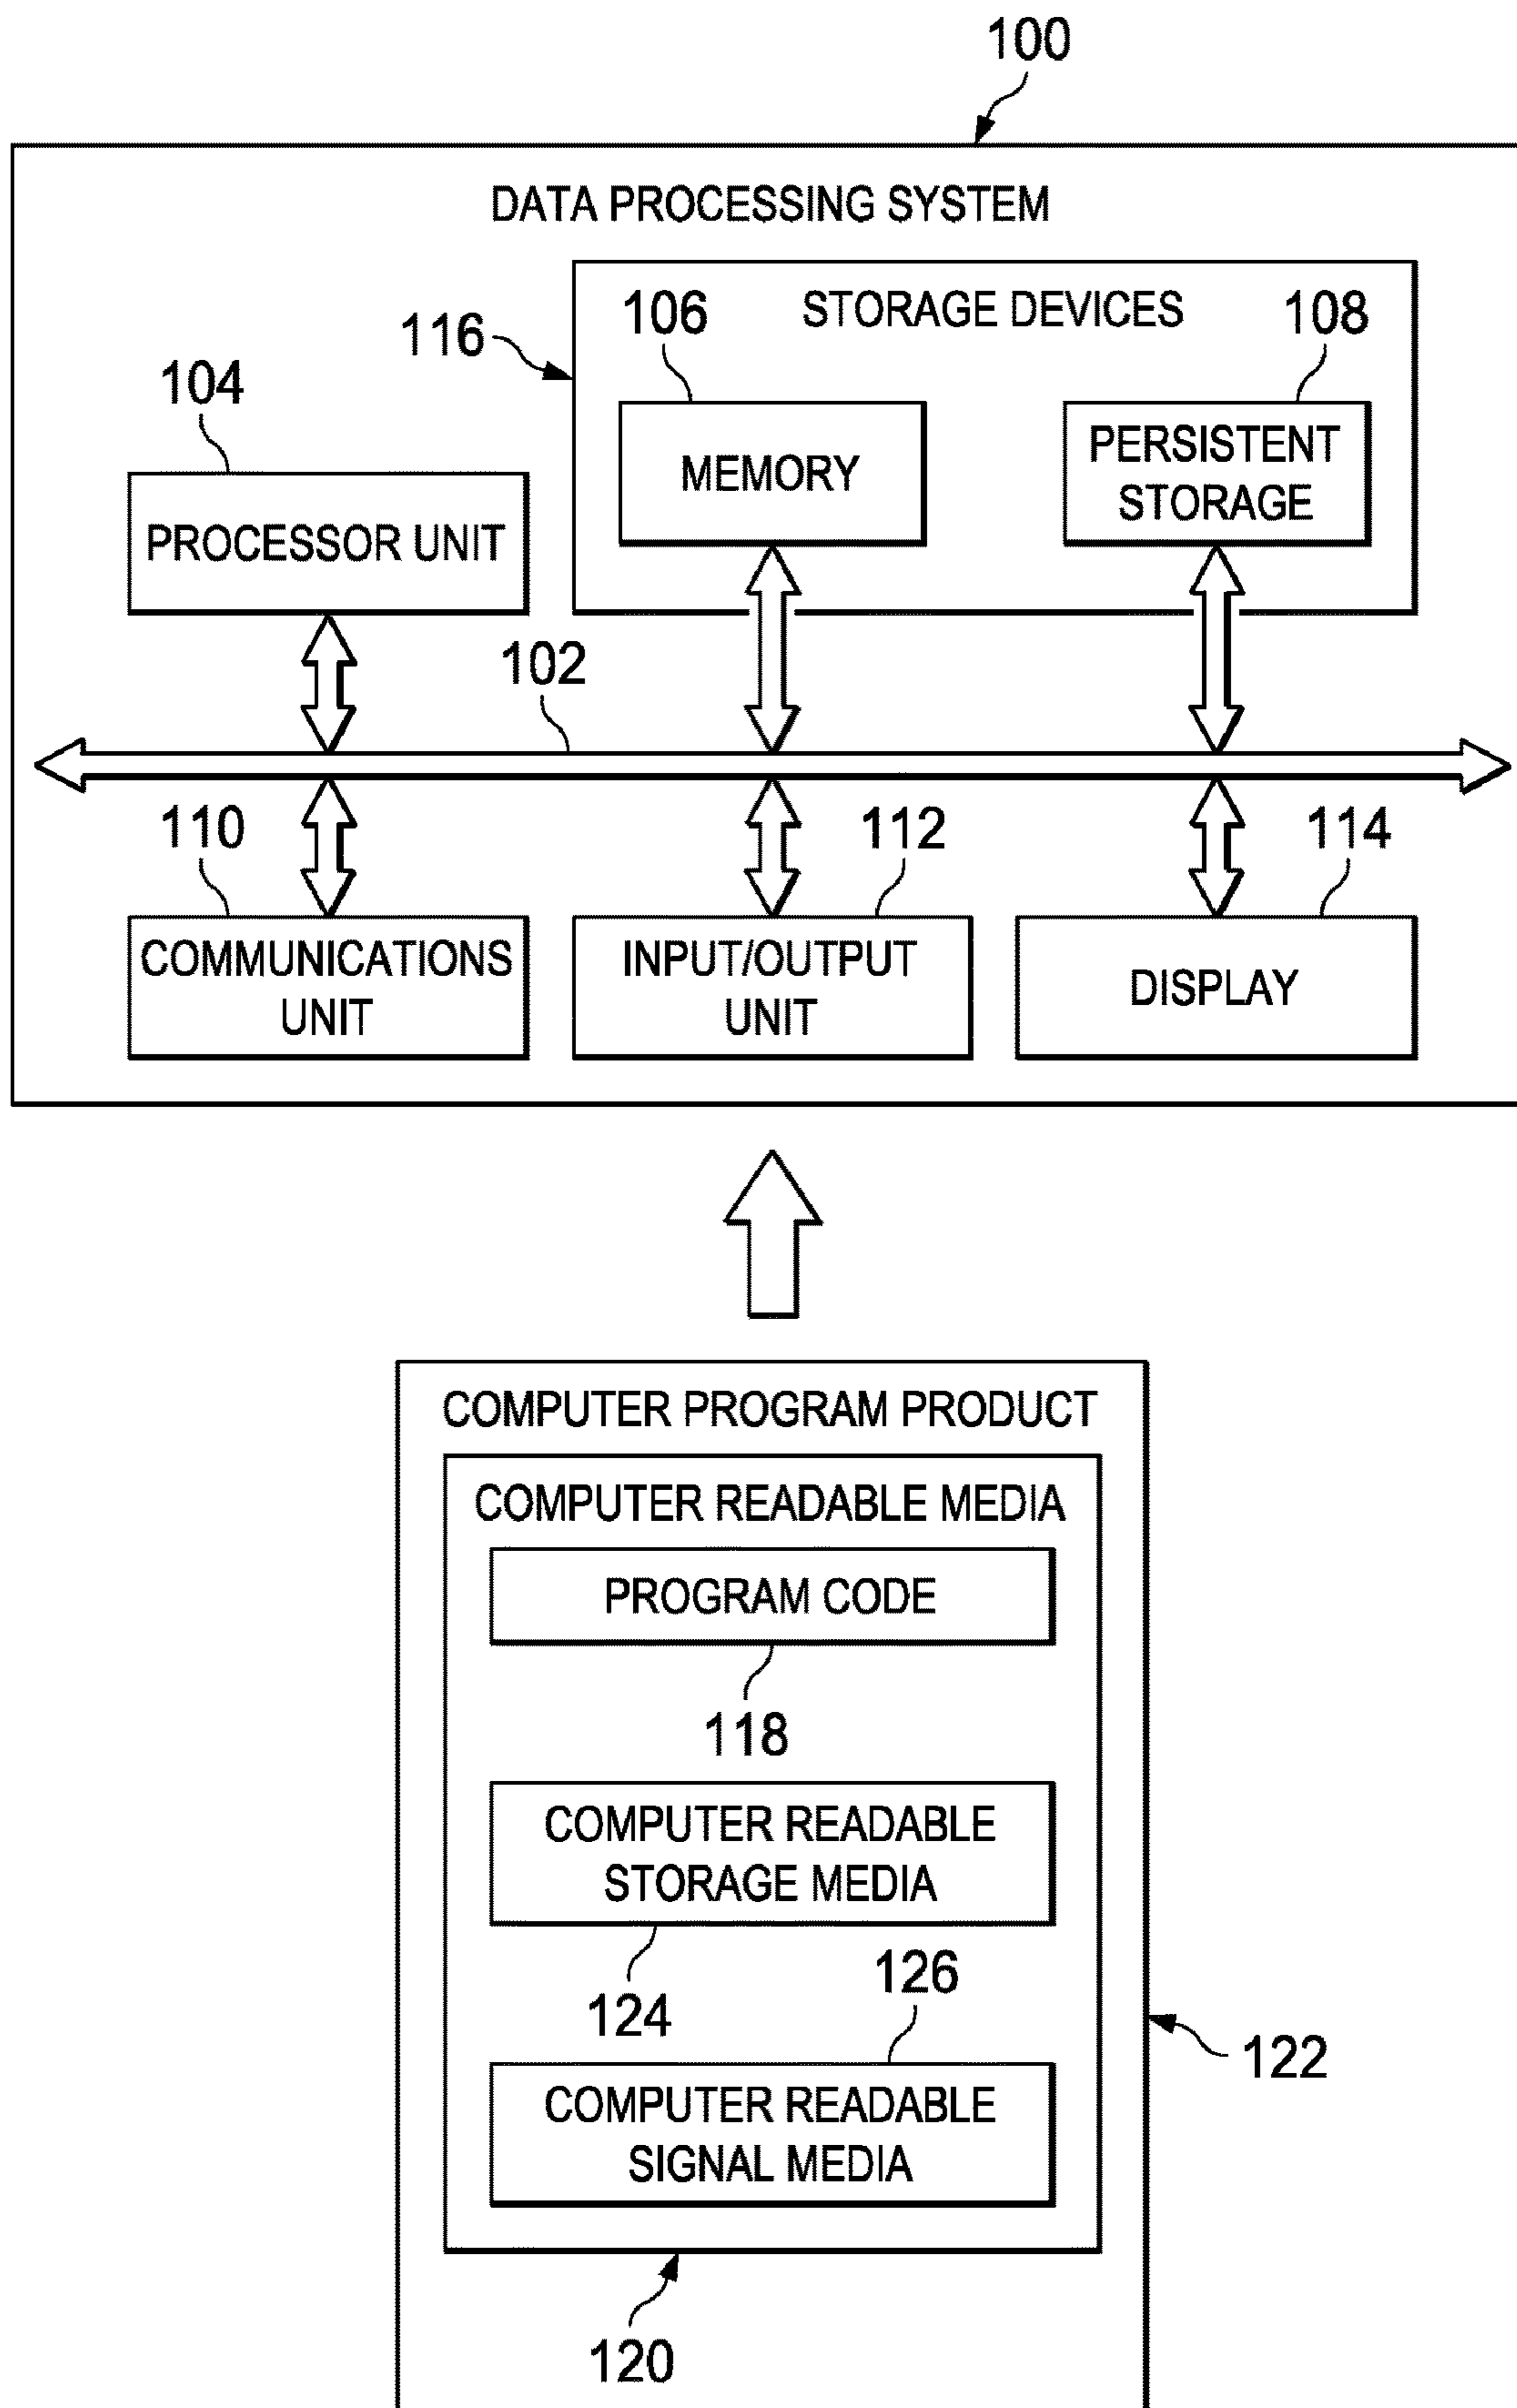 100
DATA PROCESSING SYSTEM
STORAGE DEVICES
106
108
116
104
MEMORY
PERSISTENT
STORAGE
PROCESSOR UNIT
102
110
112
114
COMMUNICATIONS
UNIT
INPUT/OUTPUT
UNIT
DISPLAY
COMPUTER PROGRAM PRODUCT
COMPUTER READABLE MEDIA
PROGRAM CODE
118
COMPUTER READABLE
STORAGE MEDIA
124
126
122
COMPUTER READABLE
SIGNAL MEDIA
120